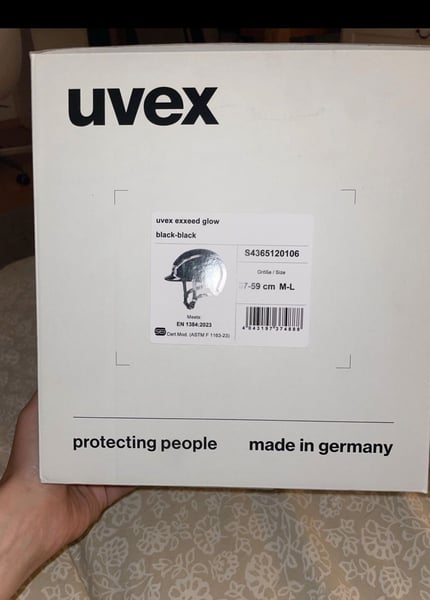 uvex
uvex exxeed glow
black-black
S4365120106
Größe / Size
57-59 cm M-L
Meets:
EN 1384:2023
SEI Cert.Mod. (ASTM F 1163-23)
protecting people
made in germany